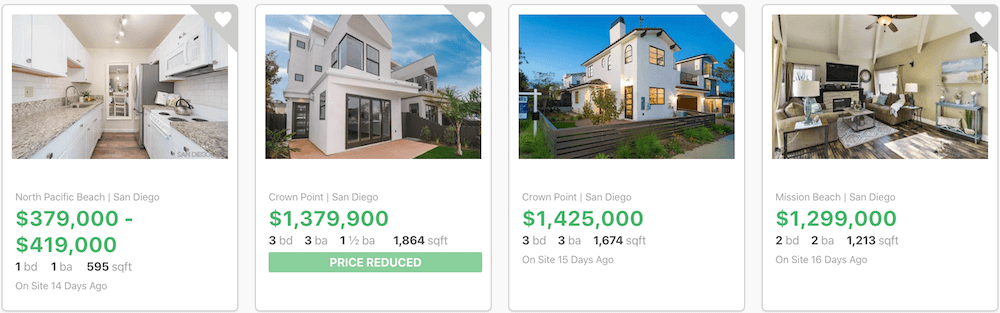 SAN DIEGO
North Pacific Beach | San Diego
$379,000 -
$419,000
1 bd 1 ba 595 sqft
On Site 14 Days Ago
Crown Point | San Diego
$1,379,900
3 bd 3 ba 1 ½ ba 1,864 sqft
PRICE REDUCED
Crown Point | San Diego
$1,425,000
3 bd 3 ba 1,674 sqft
On Site 15 Days Ago
Mission Beach | San Diego
$1,299,000
2 bd 2 ba 1,213 sqft
On Site 16 Days Ago